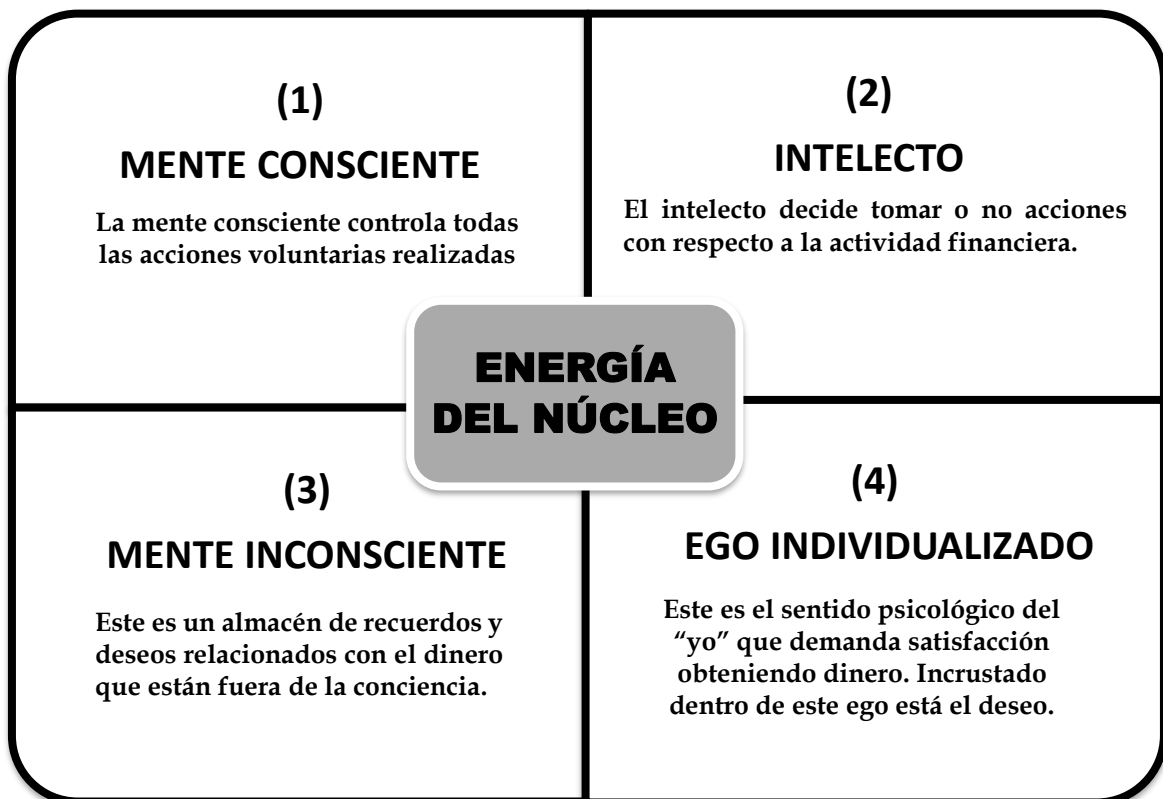 (1)
MENTE CONSCIENTE
La mente consciente controla todas
las acciones voluntarias realizadas
(2)
INTELECTO
El intelecto decide tomar o no acciones
con respecto a la actividad financiera.
ENERGÍA
DEL NÚCLEO
(3)
MENTE INCONSCIENTE
Este es un almacén de recuerdos y
deseos relacionados con el dinero
que están fuera de la conciencia.
(4)
EGO INDIVIDUALIZADO
Este es el sentido psicológico del
“yo” que demanda satisfacción
obteniendo dinero. Incrustado
dentro de este ego está el deseo.